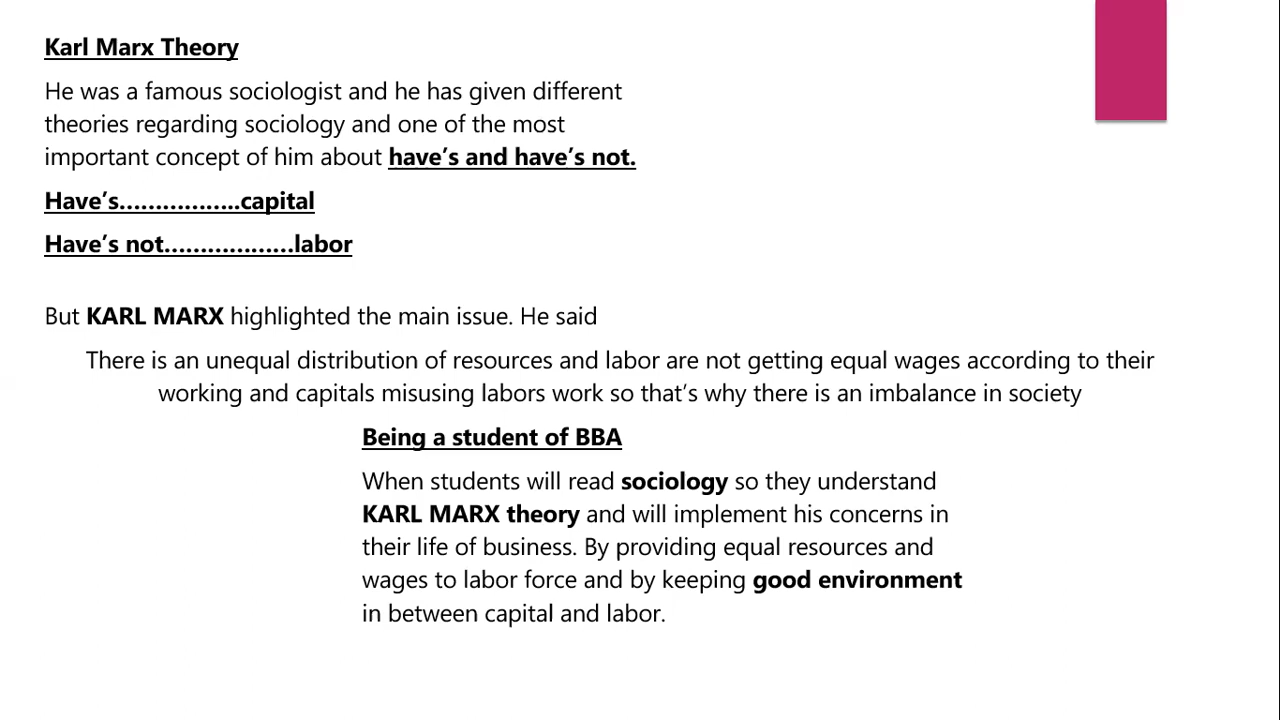 Karl Marx Theory
He was a famous sociologist and he has given different
theories regarding sociology and one of the most
important concept of him about have’s and have’s not.
Have’s……………..capital
Have’s not………………labor
But KARL MARX highlighted the main issue. He said
There is an unequal distribution of resources and labor are not getting equal wages according to their
working and capitals misusing labors work so that’s why there is an imbalance in society
Being a student of BBA
When students will read sociology so they understand
KARL MARX theory and will implement his concerns in
their life of business. By providing equal resources and
wages to labor force and by keeping good environment
in between capital and labor.